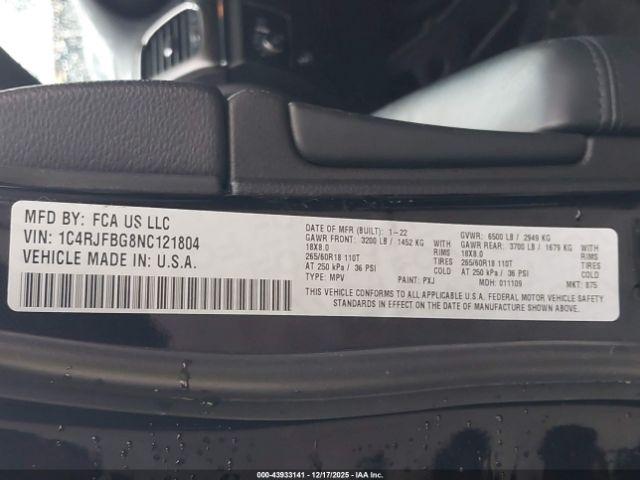 MFD BY: FCA US LLC
VIN: 1C4RJFBG8NC121804
VEHICLE MADE IN U.S.A.
DATE OF MFR (BUILT): 1-22 GVWR: 6500 LB / 2949 KG
GAWR FRONT: 3200 LB / 1452 KG GAWR REAR: 3700 LB / 1679 KG
18X8.0 RIMS 18X8.0 RIMS
265/60R18 110T TIRES 265/60R18 110T TIRES
AT 250 kPa / 36 PSI COLD AT 250 kPa / 36 PSI COLD
TYPE: MPV PAINT: PXJ MDH: 011109 MKT: 875
THIS VEHICLE CONFORMS TO ALL APPLICABLE U.S.A. FEDERAL MOTOR VEHICLE SAFETY
STANDARDS IN EFFECT ON THE DATE OF MANUFACTURE SHOWN ABOVE.
000-43933141 - 12/17/2025 - IAA, Inc.